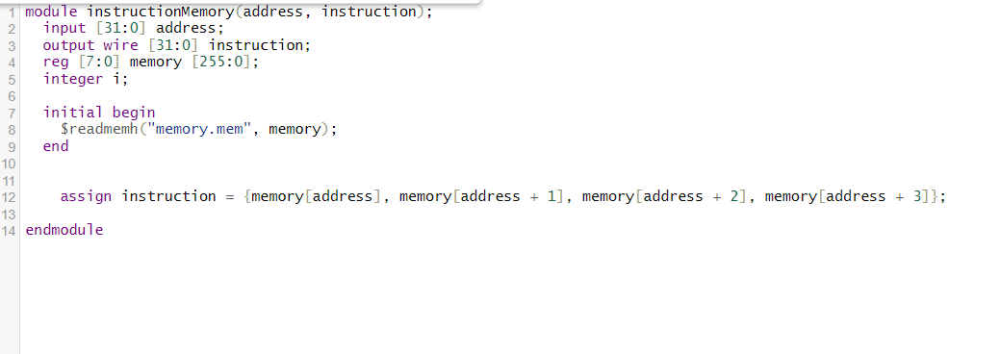 1 module instructionMemory(address, instruction);
2 input [31:0] address;
3 output wire [31:0] instruction;
4 reg [7:0] memory [255:0];
5 integer i;
6
7 initial begin
8 $readmemh("memory.mem", memory);
9 end
10
11
12 assign instruction = {memory[address], memory[address + 1], memory[address + 2], memory[address + 3]};
13
14 endmodule